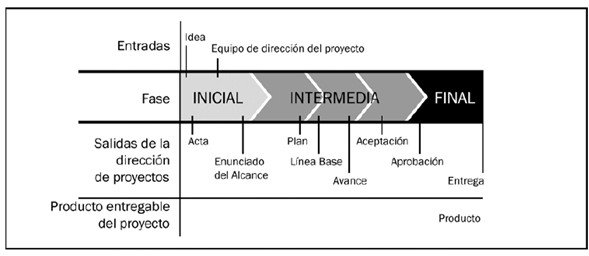 Idea
Entradas
Equipo de dirección del proyecto
Fase
INICIAL
INTERMEDIA
FINAL
Salidas de la
dirección
de proyectos
Acta
Plan
Aceptación
Enunciado
del Alcance
Línea Base
Aprobación
Avance
Entrega
Producto entregable
del proyecto
Producto